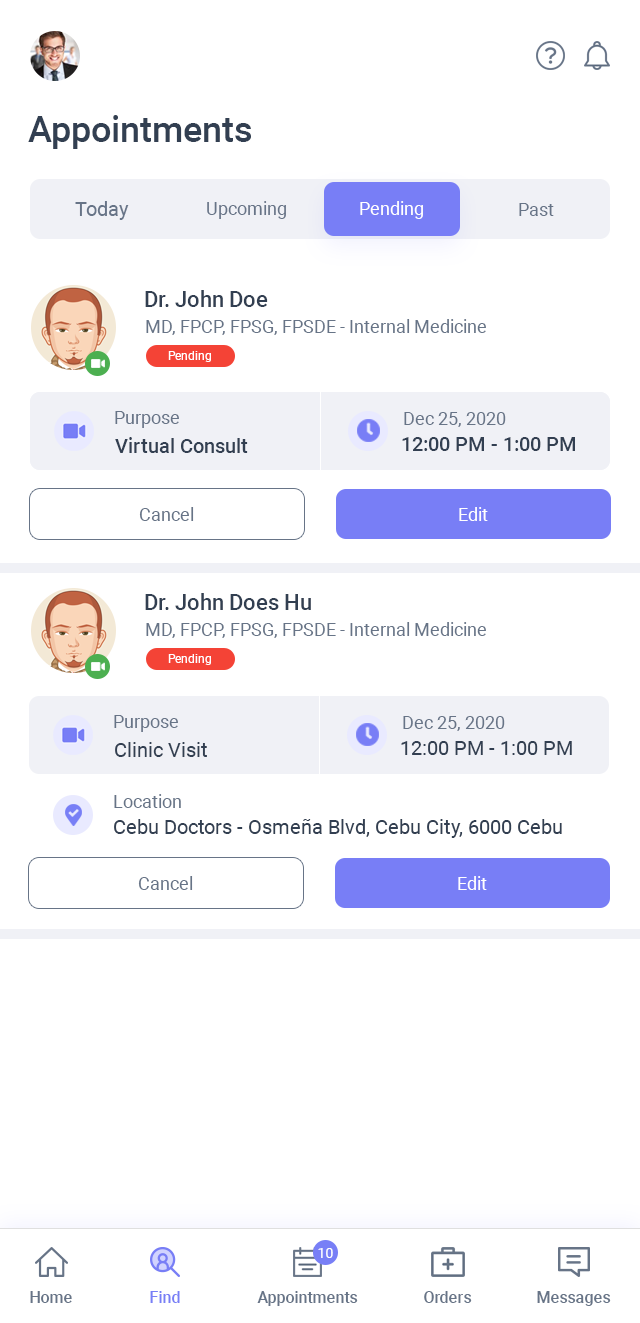 Appointments
Today Upcoming Pending Past
Dr. John Doe
MD, FPCP, FPSG, FPSDE - Internal Medicine
Pending
Purpose
Virtual Consult
Dec 25, 2020
12:00 PM - 1:00 PM
Cancel Edit
Dr. John Does Hu
MD, FPCP, FPSG, FPSDE - Internal Medicine
Pending
Purpose
Clinic Visit
Dec 25, 2020
12:00 PM - 1:00 PM
Location
Cebu Doctors - Osmeña Blvd, Cebu City, 6000 Cebu
Cancel Edit
10
Home Find Appointments Orders Messages